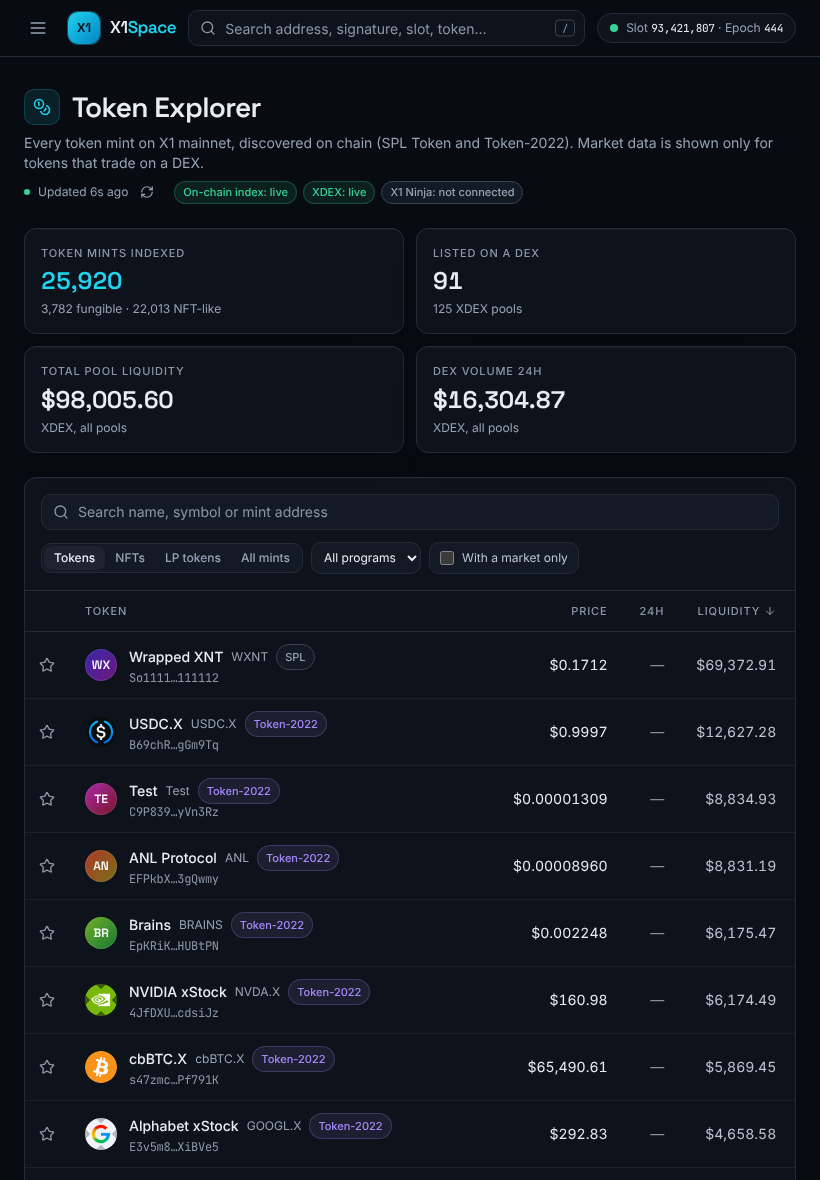 X1 X1Space Search address, signature, slot, token... / Slot 93,421,807 · Epoch 444
Token Explorer
Every token mint on X1 mainnet, discovered on chain (SPL Token and Token-2022). Market data is shown only for
tokens that trade on a DEX.
Updated 6s ago On-chain index: live XDEX: live X1 Ninja: not connected
TOKEN MINTS INDEXED
25,920
3,782 fungible · 22,013 NFT-like
LISTED ON A DEX
91
125 XDEX pools
TOTAL POOL LIQUIDITY
$98,005.60
XDEX, all pools
DEX VOLUME 24H
$16,304.87
XDEX, all pools
Search name, symbol or mint address
Tokens NFTs LP tokens All mints All programs With a market only
TOKEN PRICE 24H LIQUIDITY ↓
WX Wrapped XNT WXNT SPL $0.1712 — $69,372.91
So1111…111112
USDC.X USDC.X Token-2022 $0.9997 — $12,627.28
B69chR…gGm9Tq
TE Test Test Token-2022 $0.00001309 — $8,834.93
C9P839…yVn3Rz
AN ANL Protocol ANL Token-2022 $0.00008960 — $8,831.19
EFPkbX…3gQwmy
BR Brains BRAINS Token-2022 $0.002248 — $6,175.47
EpKRiK…HUBtPN
NVIDIA xStock NVDA.X Token-2022 $160.98 — $6,174.49
4JfDXU…cdsiJz
cbBTC.X cbBTC.X Token-2022 $65,490.61 — $5,869.45
s47zmc…Pf791K
Alphabet xStock GOOGL.X Token-2022 $292.83 — $4,658.58
E3v5m8…XiBVe5